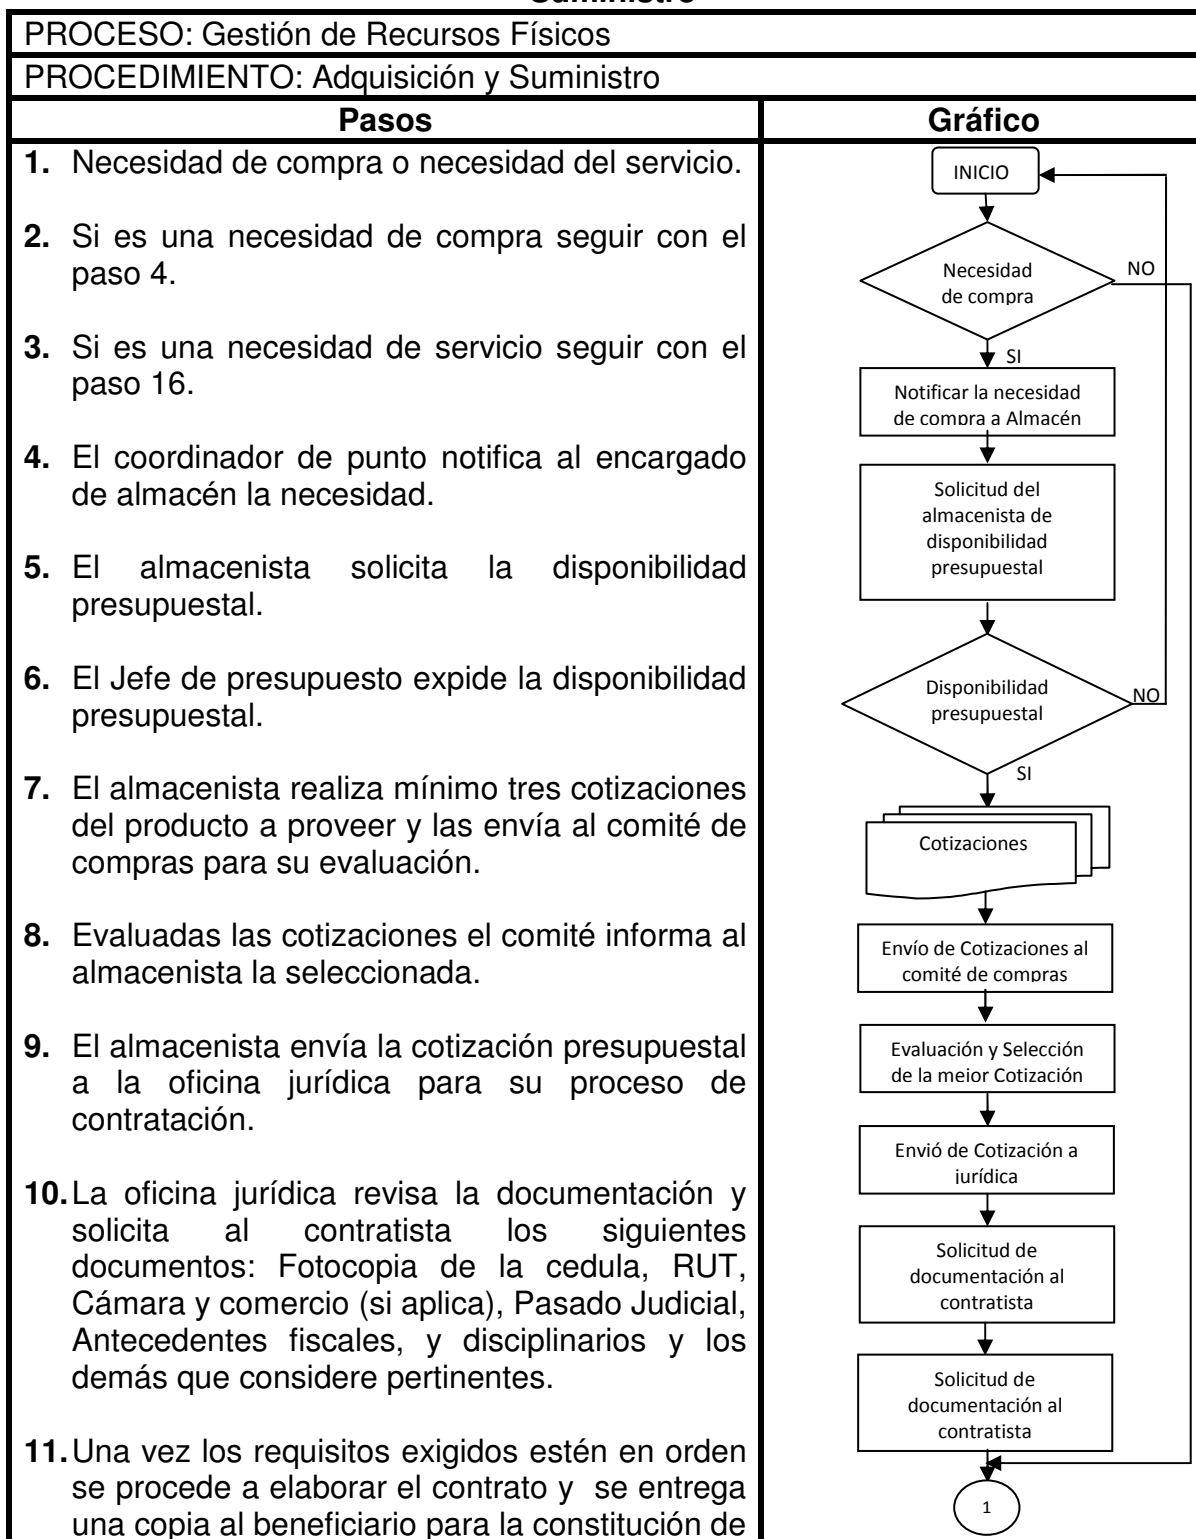 Suministro
PROCESO: Gestión de Recursos Físicos
PROCEDIMIENTO: Adquisición y Suministro
Pasos
1. Necesidad de compra o necesidad del servicio.
2. Si es una necesidad de compra seguir con el
paso 4.
3. Si es una necesidad de servicio seguir con el
paso 16.
4. El coordinador de punto notifica al encargado
de almacén la necesidad.
5. El almacenista solicita la disponibilidad
presupuestal.
6. El Jefe de presupuesto expide la disponibilidad
presupuestal.
7. El almacenista realiza mínimo tres cotizaciones
del producto a proveer y las envía al comité de
compras para su evaluación.
8. Evaluadas las cotizaciones el comité informa al
almacenista la seleccionada.
9. El almacenista envía la cotización presupuestal
a la oficina jurídica para su proceso de
contratación.
10. La oficina jurídica revisa la documentación y
solicita al contratista los siguientes
documentos: Fotocopia de la cedula, RUT,
Cámara y comercio (si aplica), Pasado Judicial,
Antecedentes fiscales, y disciplinarios y los
demás que considere pertinentes.
11. Una vez los requisitos exigidos estén en orden
se procede a elaborar el contrato y se entrega
una copia al beneficiario para la constitución de
Gráfico
INICIO
Necesidad
de compra
NO
SI
Notificar la necesidad
de compra a Almacén
Solicitud del
almacenista de
disponibilidad
presupuestal
Disponibilidad
presupuestal
NO
SI
Cotizaciones
Envío de Cotizaciones al
comité de compras
Evaluación y Selección
de la mejor Cotización
Envió de Cotización a
jurídica
Solicitud de
documentación al
contratista
Solicitud de
documentación al
contratista
1